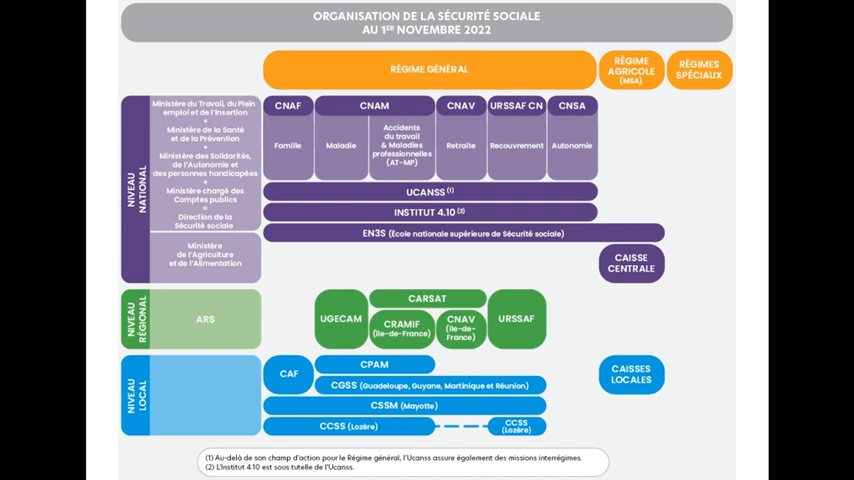 ORGANISATION DE LA SÉCURITÉ SOCIALE
AU 1ER NOVEMBRE 2022
RÉGIME GÉNÉRAL
RÉGIME
AGRICOLE
(MSA)
RÉGIMES
SPÉCIAUX
NIVEAU
NATIONAL
Ministère du Travail, du Plein
emploi et de l'Insertion
+
Ministère de la Santé
et de la Prévention
+
Ministère des Solidarités,
de l'Autonomie et
des personnes handicapées
+
Ministère chargé des
Comptes publics
=
Direction de la
Sécurité sociale
Ministère
de l'Agriculture
et de l'Alimentation
CNAF
CNAM
CNAV
URSSAF CN
CNSA
Famille
Maladie
Accidents
du travail
& Maladies
professionnelles
(AT-MP)
Retraite
Recouvrement
Autonomie
UCANSS (1)
INSTITUT 4.10 (2)
EN3S (École nationale supérieure de Sécurité sociale)
CAISSE
CENTRALE
NIVEAU
RÉGIONAL
ARS
UGECAM
CARSAT
CRAMIF
(Île-de-France)
CNAV
(Île-de-
France)
URSSAF
NIVEAU
LOCAL
CAF
CPAM
CGSS (Guadeloupe, Guyane, Martinique et Réunion)
CSSM (Mayotte)
CCSS (Lozère)
CCSS
(Lozère)
CAISSES
LOCALES
(1) Au-delà de son champ d'action pour le Régime général, l'Ucanss assure également des missions interrégimes.
(2) L'Institut 4.10 est sous tutelle de l'Ucanss.